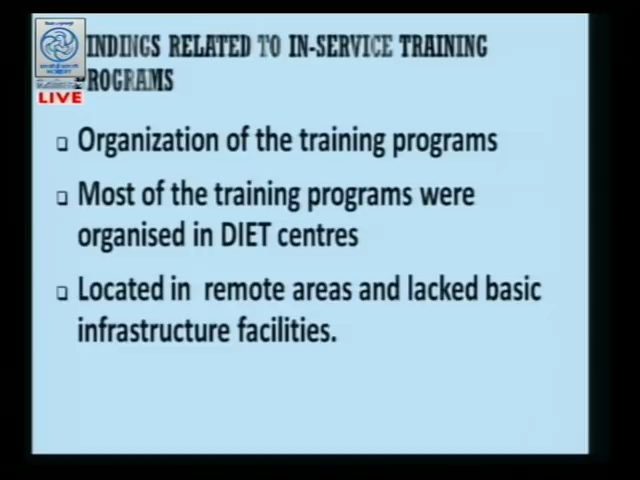 INDINGS RELATED TO IN-SERVICE TRAINING
ROGRAMS
LIVE
Organization of the training programs
Most of the training programs were
organised in DIET centres
Located in remote areas and lacked basic
infrastructure facilities.